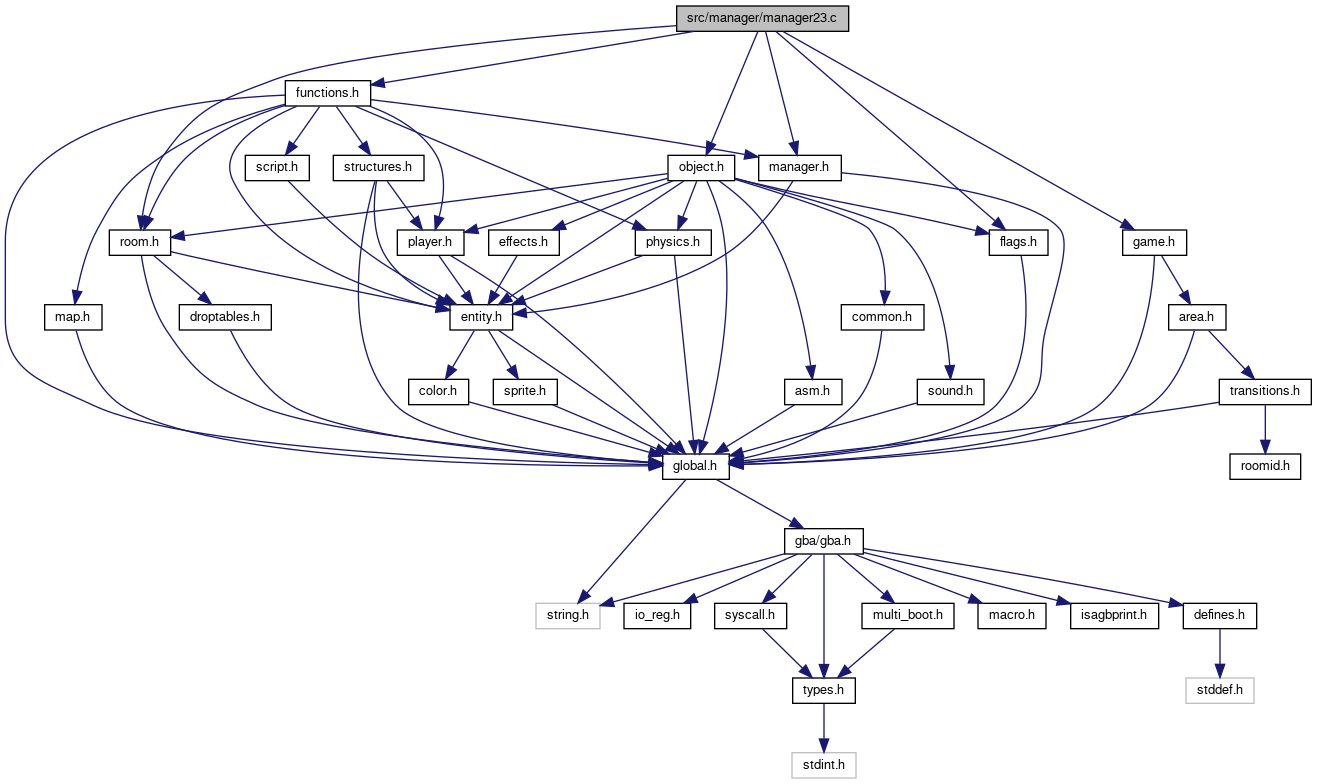 src/manager/manager23.c
functions.h
script.h
structures.h
object.h
manager.h
room.h
player.h
effects.h
physics.h
flags.h
game.h
map.h
droptables.h
entity.h
common.h
area.h
color.h
sprite.h
asm.h
sound.h
transitions.h
global.h
roomid.h
gba/gba.h
string.h
io_reg.h
syscall.h
multi_boot.h
macro.h
isagbprint.h
defines.h
types.h
stddef.h
stdint.h